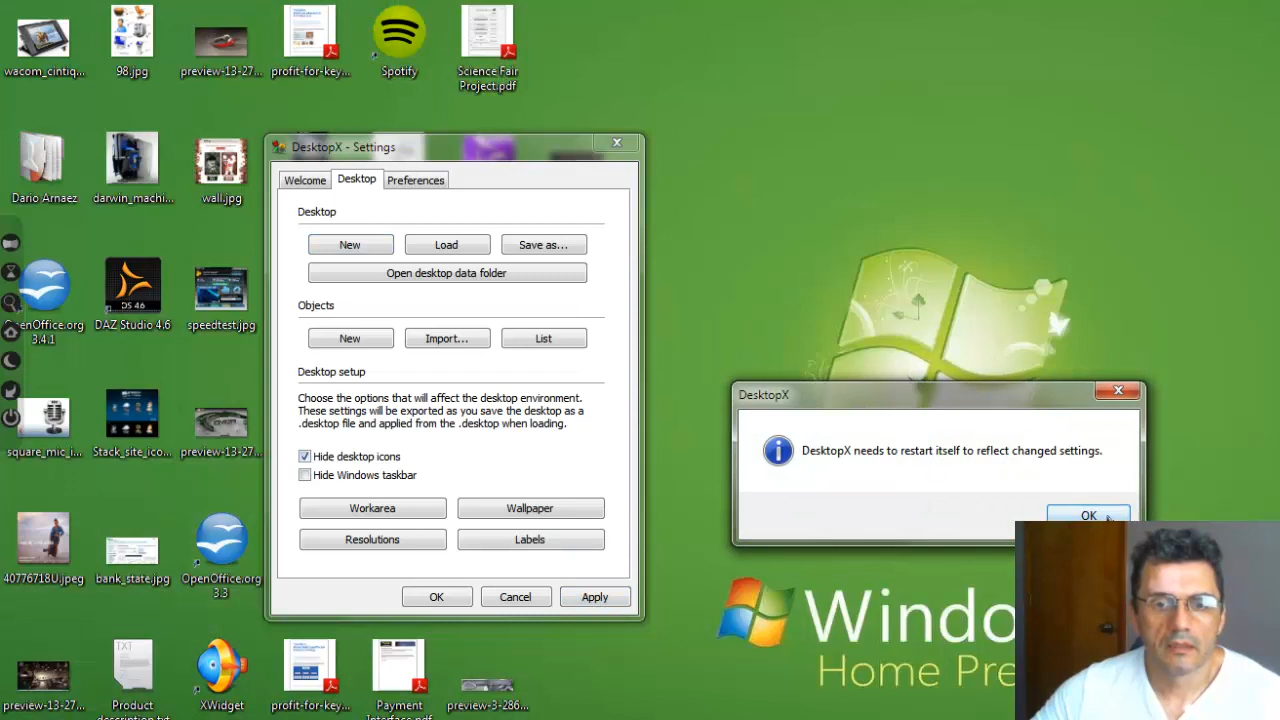 wacom_cintiq...
98.jpg
preview-13-27...
profit-for-key...
Spotify
Science Fair
Project.pdf
Dario Arnaez
darwin_machi...
wall.jpg
OpenOffice.org
3.4.1
DS 4.6
DAZ Studio 4.6
speedtest.jpg
square_mic_i...
Stack_site_ico...
preview-13-27...
40776718U.jpeg
bank_state.jpg
OpenOffice.org
3.3
preview-13-27...
TXT
Product
description.txt
XWidget
profit-for-key...
Payment
Interface.pdf
preview-3-286...
DesktopX - Settings
Welcome
Desktop
Preferences
Desktop
New
Load
Save as...
Open desktop data folder
Objects
New
Import...
List
Desktop setup
Choose the options that will affect the desktop environment.
These settings will be exported as you save the desktop as a
.desktop file and applied from the .desktop when loading.
Hide desktop icons
Hide Windows taskbar
Workarea
Wallpaper
Resolutions
Labels
OK
Cancel
Apply
DesktopX
DesktopX needs to restart itself to reflect changed settings.
OK
Windo
Home Pre